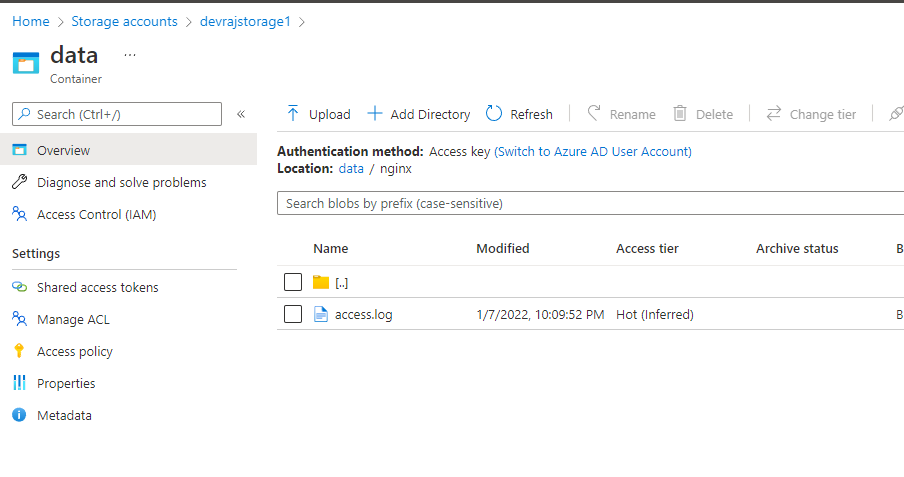 Home > Storage accounts > devrajstorage1 >
data ...
Container
Search (Ctrl+/) «
Overview
Diagnose and solve problems
Access Control (IAM)
Settings
Shared access tokens
Manage ACL
Access policy
Properties
Metadata
Upload Add Directory Refresh Rename Delete Change tier
Authentication method: Access key (Switch to Azure AD User Account)
Location: data / nginx
Search blobs by prefix (case-sensitive)
Name Modified Access tier Archive status B
[..]
access.log 1/7/2022, 10:09:52 PM Hot (Inferred) B